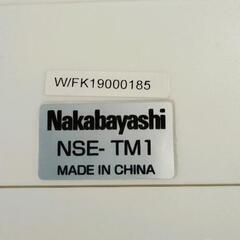 W/FK19000185
Nakabayashi
NSE- TM1
MADE IN CHINA